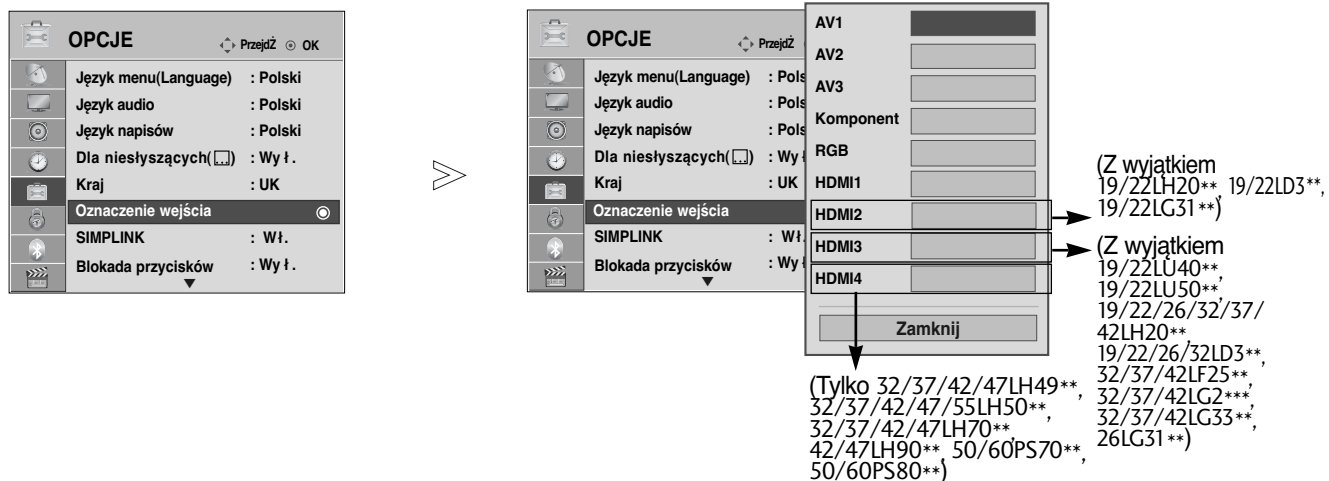 OPCJE
PrzejdŹ OK
Język menu(Language) : Polski
Język audio : Polski
Język napisów : Polski
Dla niesłyszących( ) : Wy ł .
Kraj : UK
Oznaczenie wejścia
SIMPLINK : Wł.
Blokada przycisków : Wy ł .
OPCJE
PrzejdŹ
Język menu(Language) : Pols
Język audio : Pols
Język napisów : Pols
Dla niesłyszących( ) : Wy ł
Kraj : UK
Oznaczenie wejścia
SIMPLINK : Wł.
Blokada przycisków : Wy ł
AV1
AV2
AV3
Komponent
RGB
HDMI1
HDMI2
HDMI3
HDMI4
Zamknij
(Z wyjątkiem
19/22LH20**, 19/22LD3**,
19/22LG31**)
(Z wyjątkiem
19/22LU40**,
19/22LU50**,
19/22/26/32/37/
42LH20**,
19/22/26/32LD3**,
32/37/42LF25**,
32/37/42LG2***,
32/37/42LG33**,
26LG31**)
(Tylko 32/37/42/47LH49**,
32/37/42/47/55LH50**,
32/37/42/47LH70**,
42/47LH90**, 50/60PS70**,
50/60PS80**)